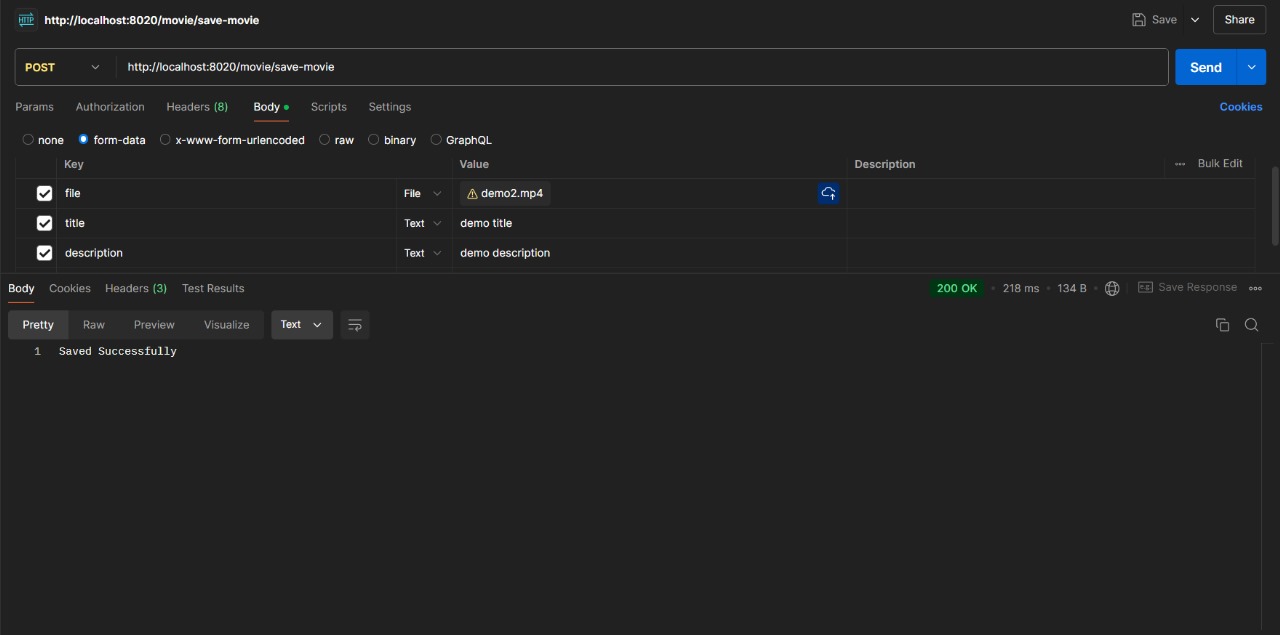 HTTP http://localhost:8020/movie/save-movie Save Share
POST http://localhost:8020/movie/save-movie Send
Params Authorization Headers (8) Body Scripts Settings Cookies
none form-data x-www-form-urlencoded raw binary GraphQL
Key Value Description ••• Bulk Edit
file File demo2.mp4
title Text demo title
description Text demo description
Body Cookies Headers (3) Test Results 200 OK • 218 ms • 134 B • Save Response •••
Pretty Raw Preview Visualize Text
1 Saved Successfully